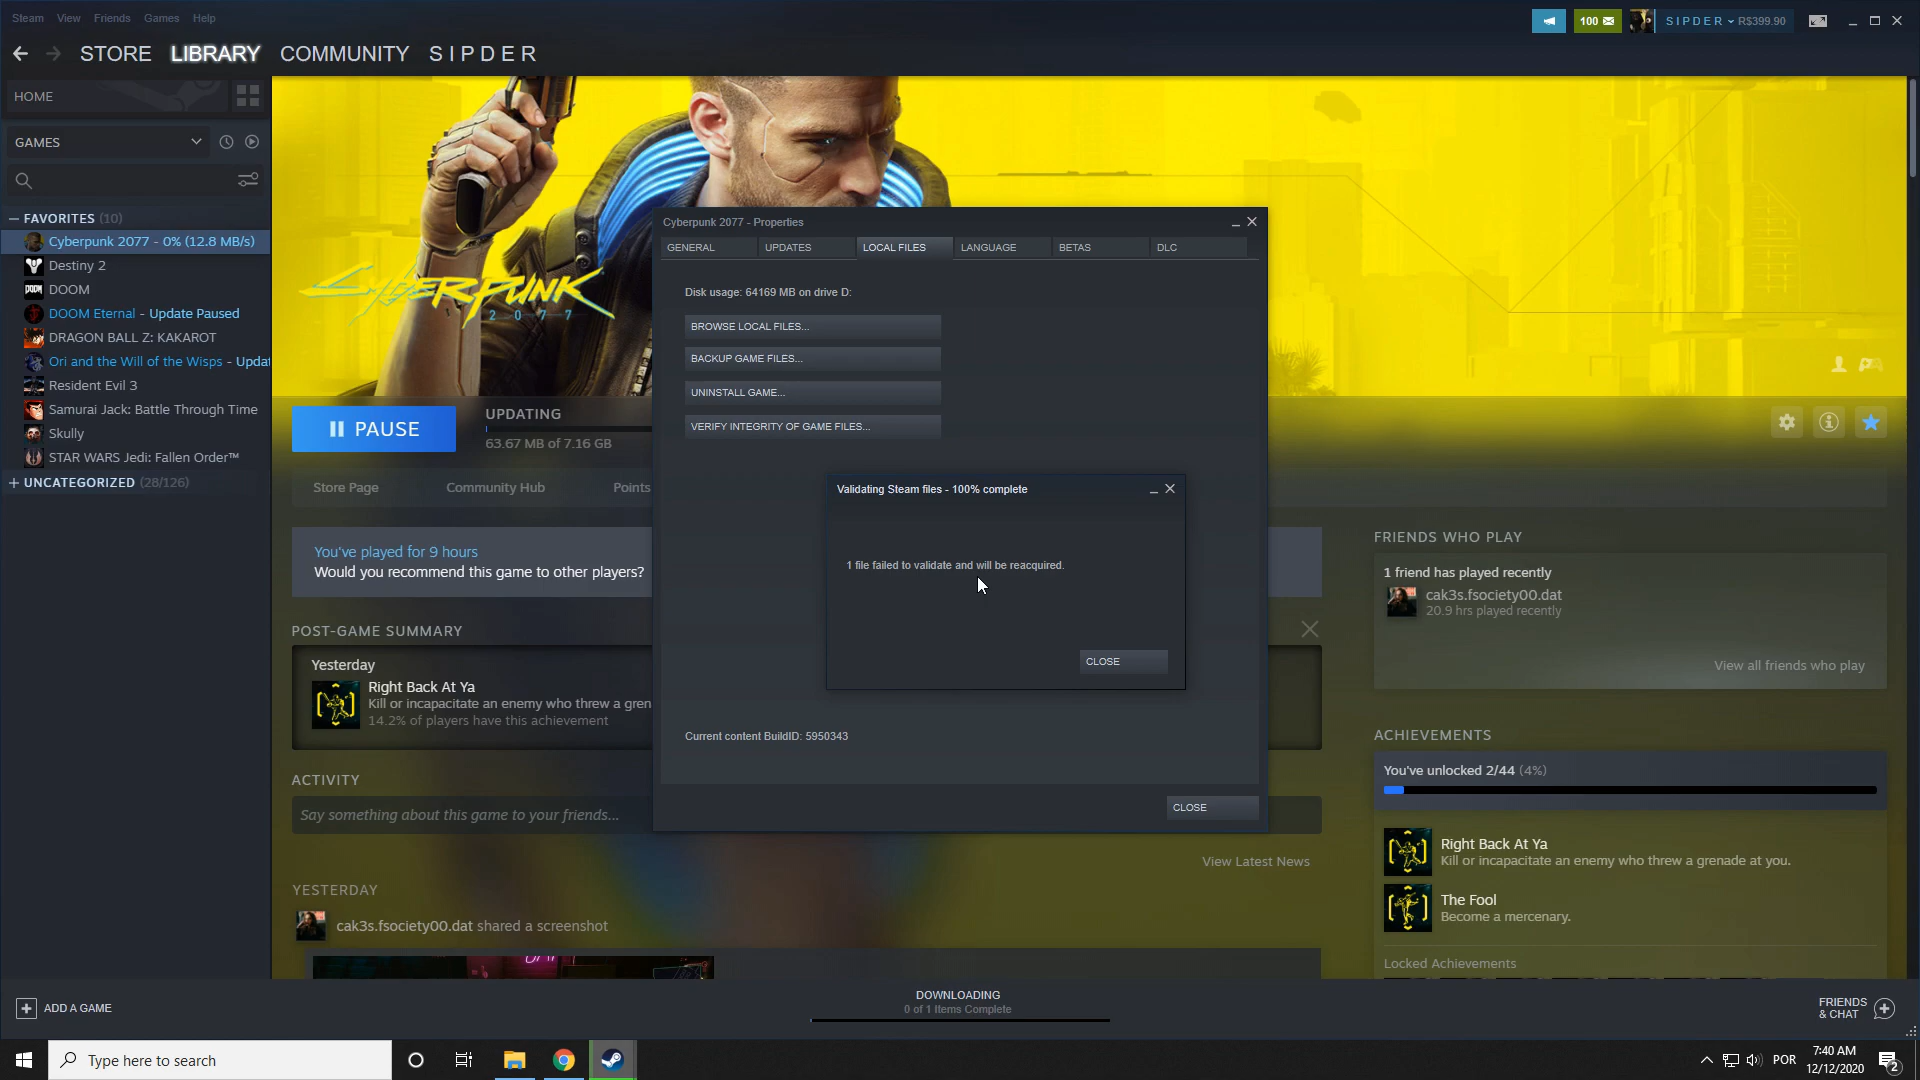 Steam View Friends Games Help
100
S I P D E R R$399.90
STORE LIBRARY COMMUNITY S I P D E R
HOME
GAMES
FAVORITES (10)
Cyberpunk 2077 - 0% (12.8 MB/s)
Destiny 2
DOOM
DOOM Eternal - Update Paused
DRAGON BALL Z: KAKAROT
Ori and the Will of the Wisps - Updat
Resident Evil 3
Samurai Jack: Battle Through Time
Skully
STAR WARS Jedi: Fallen Order™
UNCATEGORIZED (28/126)
CYBERPUNK
2077
PAUSE
UPDATING
63.67 MB of 7.16 GB
Store Page Community Hub Points
You've played for 9 hours
Would you recommend this game to other players?
POST-GAME SUMMARY
Yesterday
Right Back At Ya
Kill or incapacitate an enemy who threw a gren
14.2% of players have this achievement
ACTIVITY
Say something about this game to your friends...
View Latest News
YESTERDAY
cak3s.fsociety00.dat shared a screenshot
Cyberpunk 2077 - Properties
GENERAL UPDATES LOCAL FILES LANGUAGE BETAS DLC
Disk usage: 64169 MB on drive D:
BROWSE LOCAL FILES...
BACKUP GAME FILES...
UNINSTALL GAME...
VERIFY INTEGRITY OF GAME FILES...
Validating Steam files - 100% complete
1 file failed to validate and will be reacquired.
CLOSE
Current content BuildID: 5950343
CLOSE
FRIENDS WHO PLAY
1 friend has played recently
cak3s.fsociety00.dat
20.9 hrs played recently
View all friends who play
ACHIEVEMENTS
You've unlocked 2/44 (4%)
Right Back At Ya
Kill or incapacitate an enemy who threw a grenade at you.
The Fool
Become a mercenary.
Locked Achievements
ADD A GAME
DOWNLOADING
0 of 1 Items Complete
FRIENDS
& CHAT
Type here to search
POR
7:40 AM
12/12/2020
2